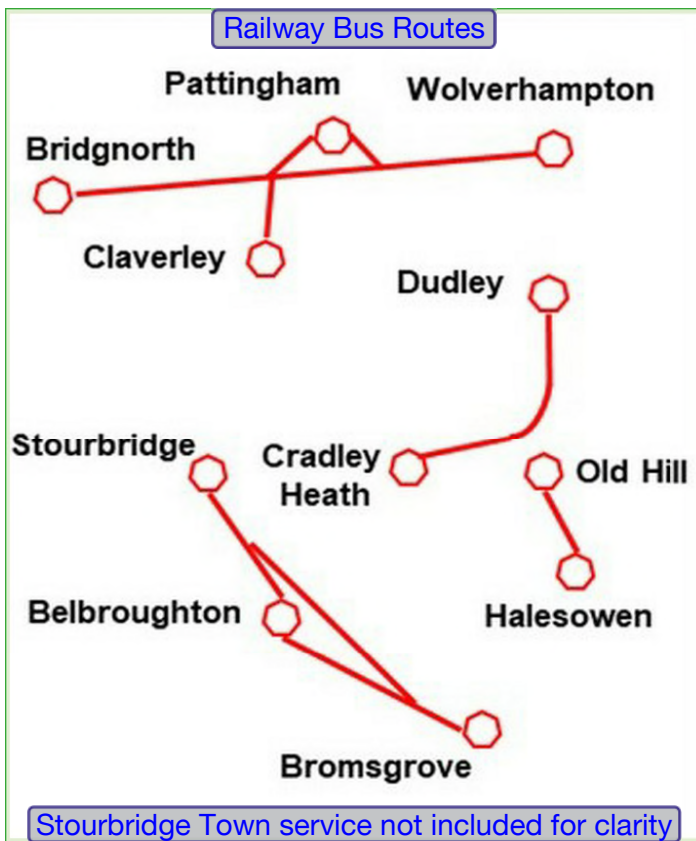 Railway Bus Routes
Pattingham
Wolverhampton
Bridgnorth
Claverley
Dudley
Stourbridge
Cradley
Heath
Old Hill
Belbroughton
Halesowen
Bromsgrove
Stourbridge Town service not included for clarity